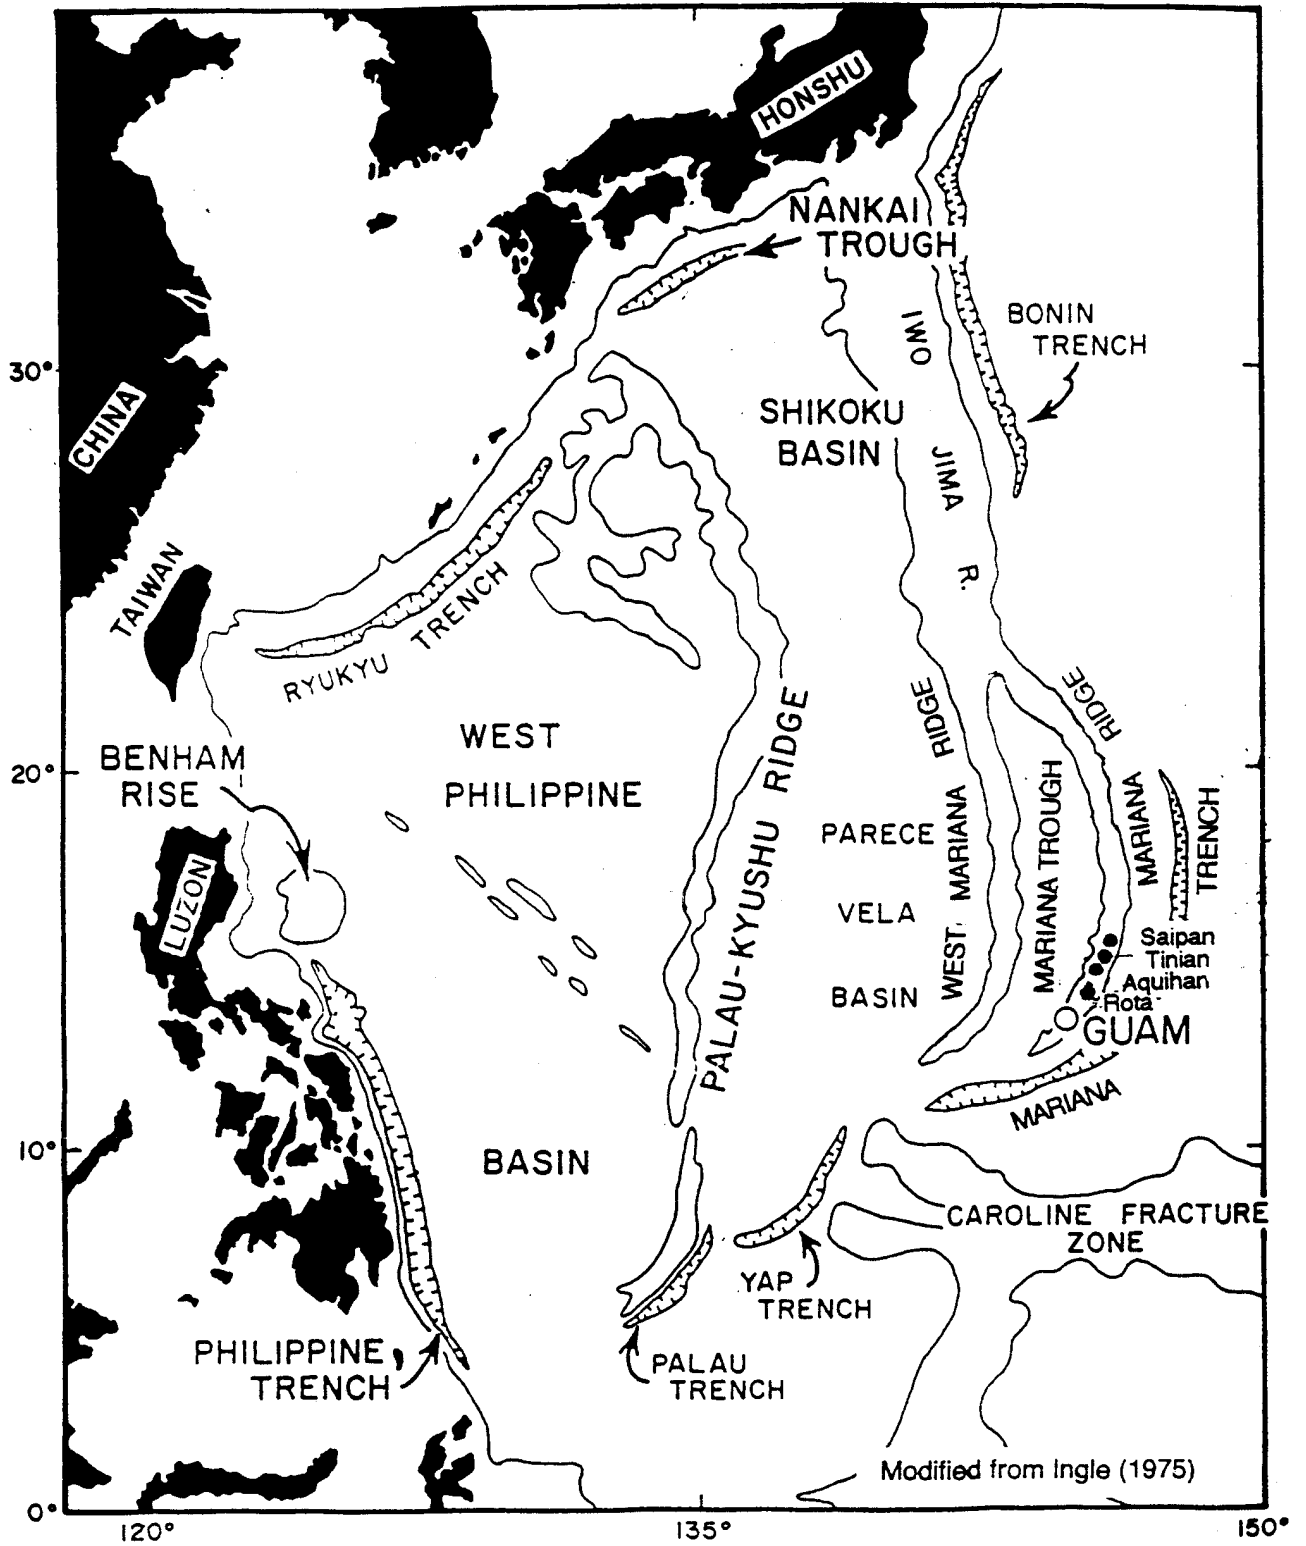 HONSHU
NANKAI
TROUGH
BONIN
TRENCH
IWO
JIMA
R.
30°
CHINA
SHIKOKU
BASIN
TAIWAN
RYUKYU
TRENCH
WEST
PHILIPPINE
BASIN
BENHAM
RISE
20°
LUZON
PALAU-KYUSHU RIDGE
WEST MARIANA RIDGE
MARIANA TROUGH
MARIANA RIDGE
TRENCH
PARECE
VELA
BASIN
Saipan
Tinian
Aquihan
Rota
GUAM
MARIANA
10°
CAROLINE FRACTURE
ZONE
YAP
TRENCH
PALAU
TRENCH
PHILIPPINE
TRENCH
Modified from Ingle (1975)
0°
120°
135°
150°